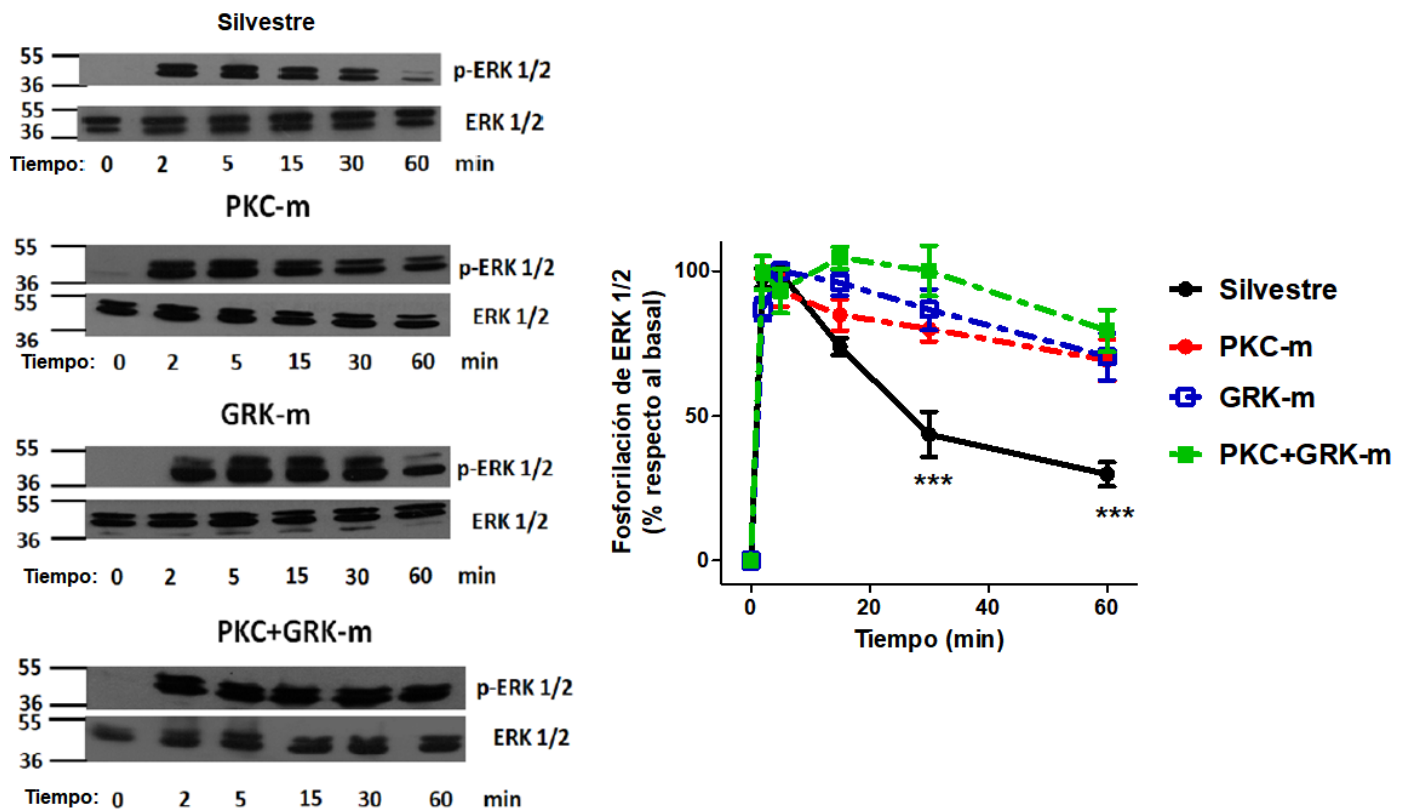 Silvestre
55
36
p-ERK 1/2
55
36
ERK 1/2
Tiempo: 0 2 5 15 30 60 min
PKC-m
55
36
p-ERK 1/2
55
36
ERK 1/2
Tiempo: 0 2 5 15 30 60 min
GRK-m
55
36
p-ERK 1/2
55
36
ERK 1/2
Tiempo: 0 2 5 15 30 60 min
PKC+GRK-m
55
36
p-ERK 1/2
55
36
ERK 1/2
Tiempo: 0 2 5 15 30 60 min
Fosforilación de ERK 1/2
(% respecto al basal)
100
50
0
***
***
0 20 40 60
Tiempo (min)
Silvestre
PKC-m
GRK-m
PKC+GRK-m